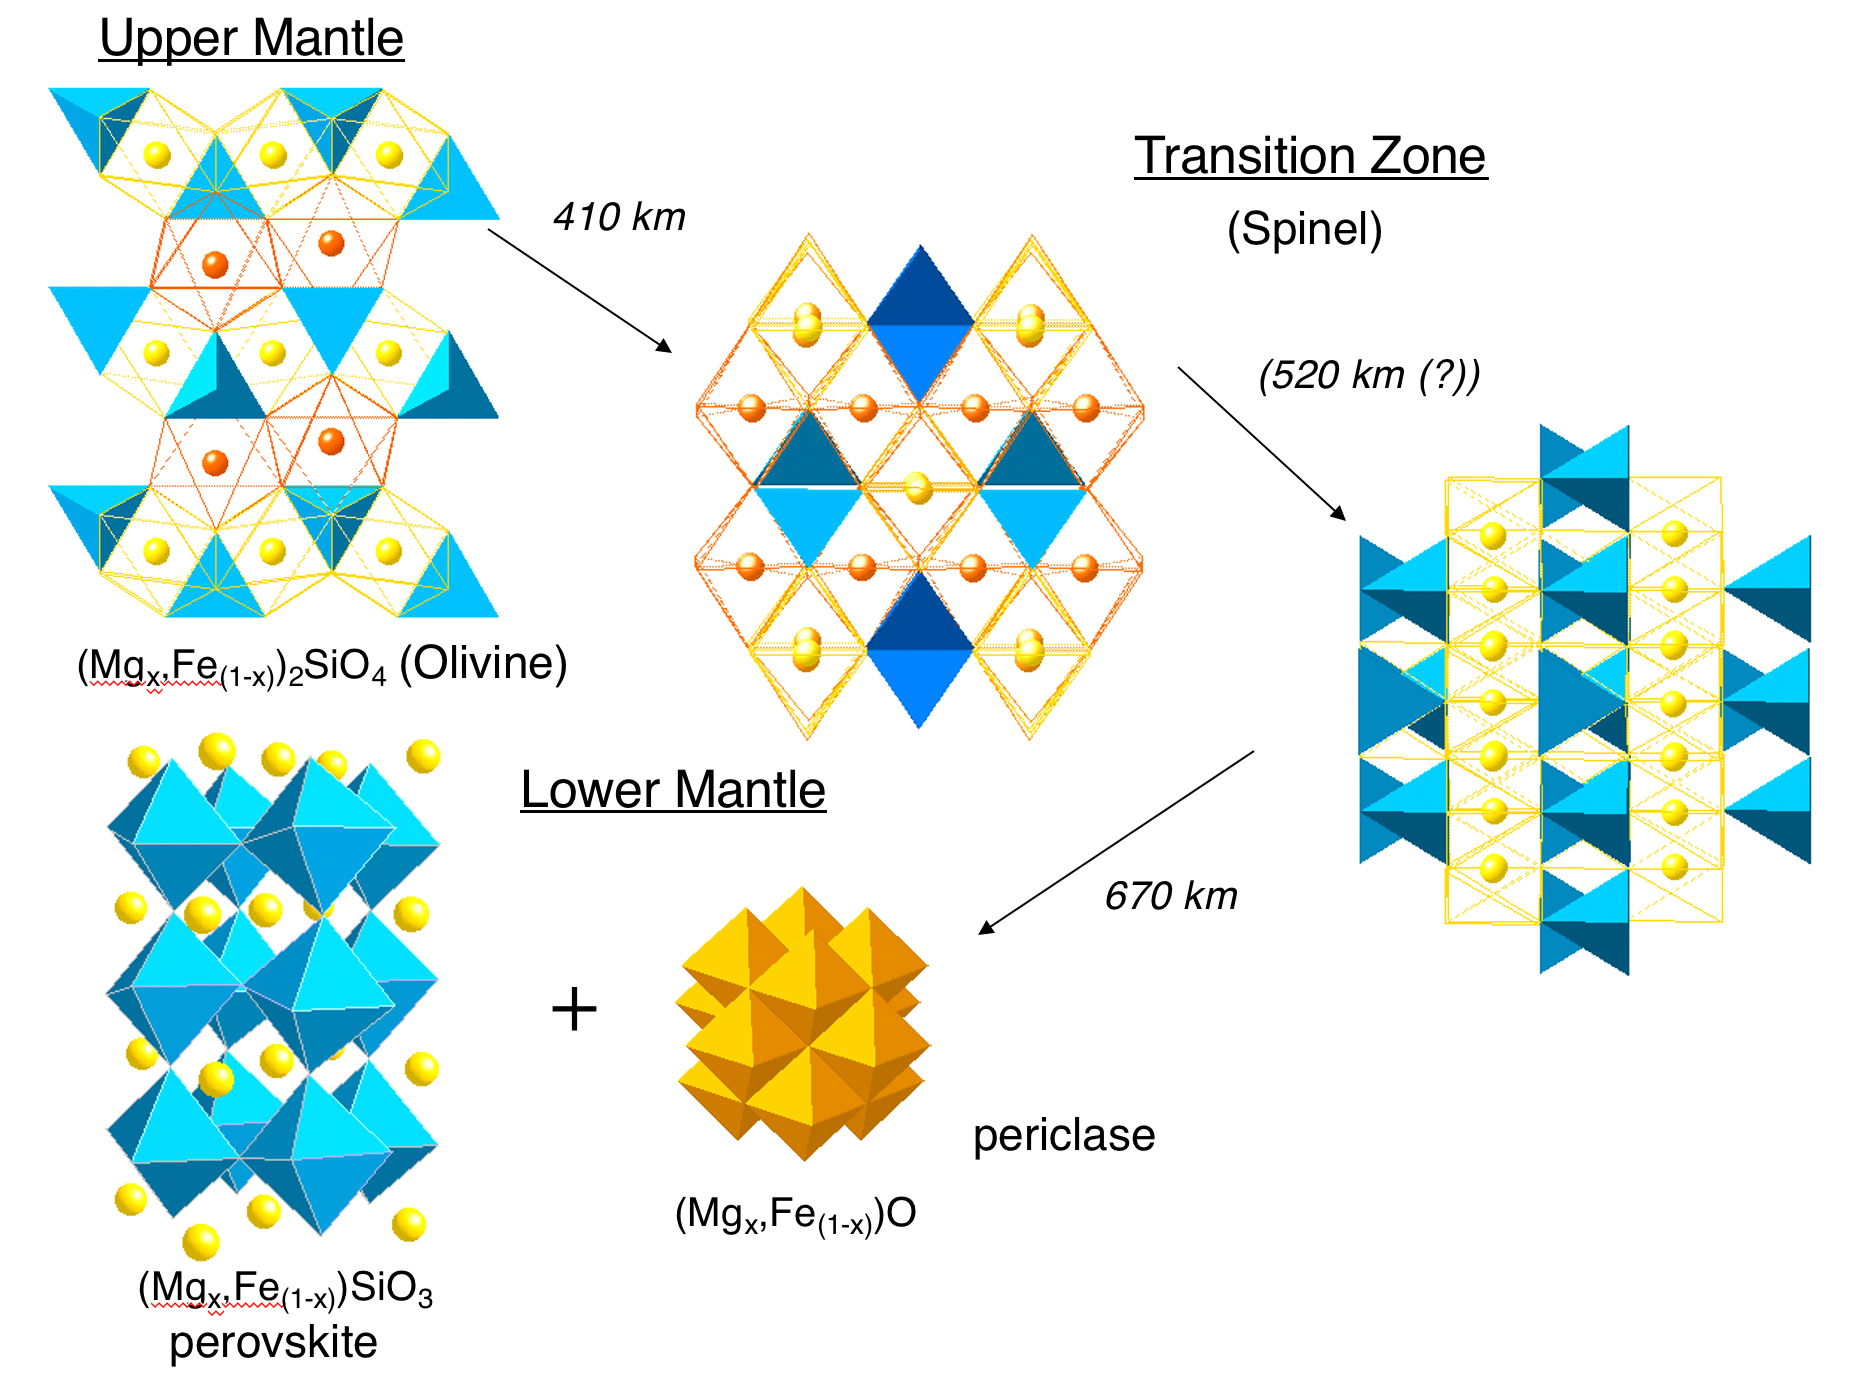 Upper Mantle
410 km
Transition Zone
(Spinel)
(520 km (?))
(Mgₓ,Fe₍₁₋ₓ₎)₂SiO₄ (Olivine)
Lower Mantle
670 km
+
periclase
(Mgₓ,Fe₍₁₋ₓ₎)O
(Mgₓ,Fe₍₁₋ₓ₎)SiO₃
perovskite